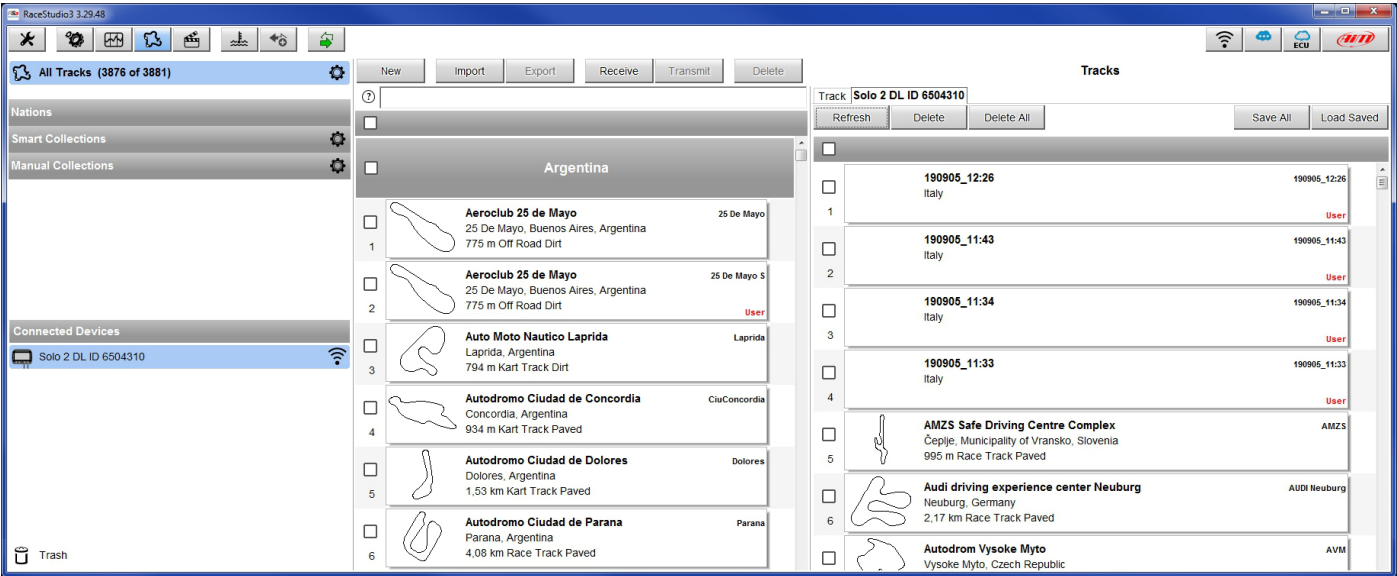 RaceStudio3 3.29.48
ECU
AiM
All Tracks (3876 of 3881)
Nations
Smart Collections
Manual Collections
Connected Devices
Solo 2 DL ID 6504310
Trash
New Import Export Receive Transmit Delete
?
Argentina
Aeroclub 25 de Mayo 25 De Mayo
25 De Mayo, Buenos Aires, Argentina
775 m Off Road Dirt
1
Aeroclub 25 de Mayo 25 De Mayo S
25 De Mayo, Buenos Aires, Argentina
775 m Off Road Dirt
2 User
Auto Moto Nautico Laprida Laprida
Laprida, Argentina
794 m Kart Track Dirt
3
Autodromo Ciudad de Concordia CiuConcordia
Concordia, Argentina
934 m Kart Track Paved
4
Autodromo Ciudad de Dolores Dolores
Dolores, Argentina
1,53 km Kart Track Paved
5
Autodromo Ciudad de Parana Parana
Parana, Argentina
4,08 km Race Track Paved
6
Tracks
Track Solo 2 DL ID 6504310
Refresh Delete Delete All Save All Load Saved
190905_12:26 190905_12:26
Italy
1 User
190905_11:43 190905_11:43
Italy
2 User
190905_11:34 190905_11:34
Italy
3 User
190905_11:33 190905_11:33
Italy
4 User
AMZS Safe Driving Centre Complex AMZS
Čeplje, Municipality of Vransko, Slovenia
995 m Race Track Paved
5
Audi driving experience center Neuburg AUDI Neuburg
Neuburg, Germany
2,17 km Race Track Paved
6
Autodrom Vysoke Myto AVM
Vysoke Myto, Czech Republic